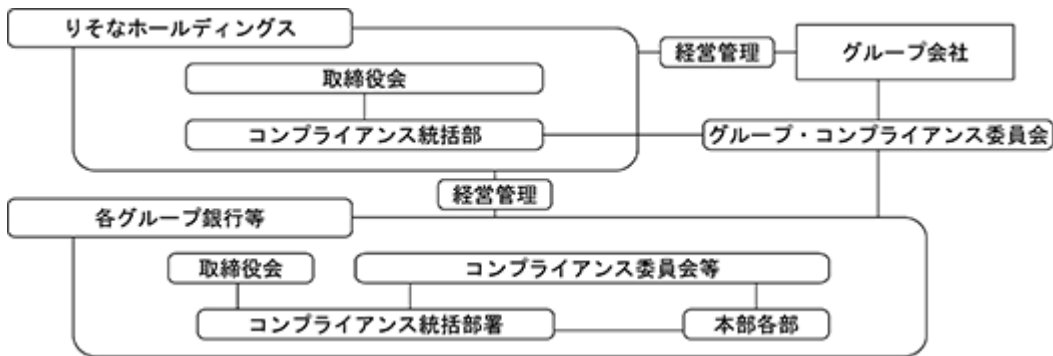 りそなホールディングス
経営管理
グループ会社
取締役会
コンプライアンス統括部
グループ・コンプライアンス委員会
経営管理
各グループ銀行等
取締役会
コンプライアンス委員会等
コンプライアンス統括部署
本部各部